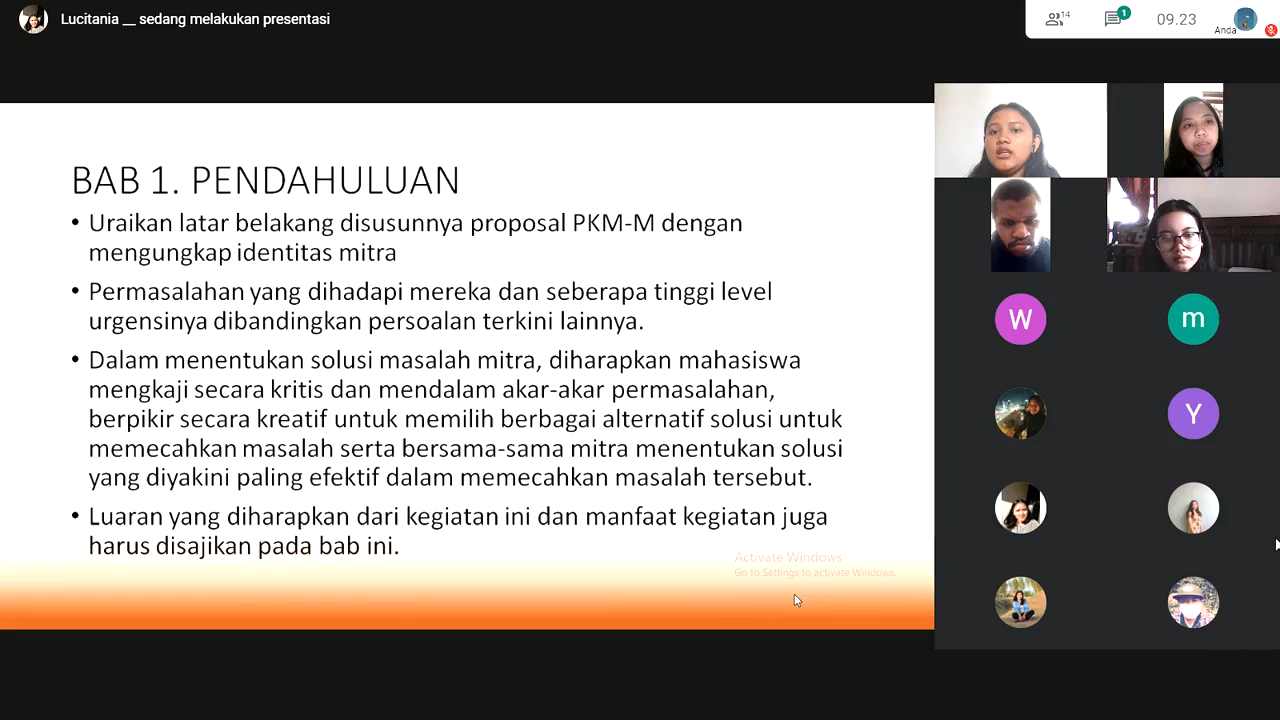 Lucitania __ sedang melakukan presentasi
14
1
09.23
Anda
BAB 1. PENDAHULUAN
• Uraikan latar belakang disusunnya proposal PKM-M dengan
mengungkap identitas mitra
• Permasalahan yang dihadapi mereka dan seberapa tinggi level
urgensinya dibandingkan persoalan terkini lainnya.
• Dalam menentukan solusi masalah mitra, diharapkan mahasiswa
mengkaji secara kritis dan mendalam akar-akar permasalahan,
berpikir secara kreatif untuk memilih berbagai alternatif solusi untuk
memecahkan masalah serta bersama-sama mitra menentukan solusi
yang diyakini paling efektif dalam memecahkan masalah tersebut.
• Luaran yang diharapkan dari kegiatan ini dan manfaat kegiatan juga
harus disajikan pada bab ini.
Activate Windows
Go to Settings to activate Windows.
W
m
Y